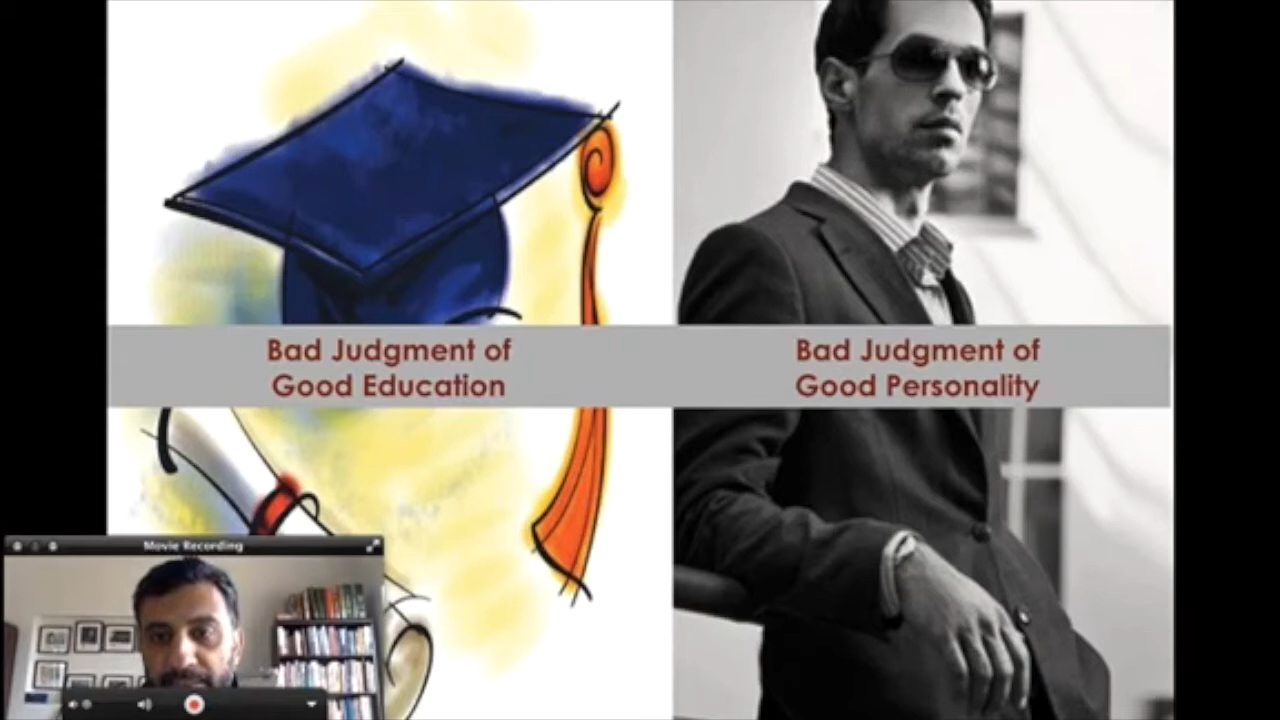 Bad Judgment of
Good Education
Bad Judgment of
Good Personality
Movie Recording